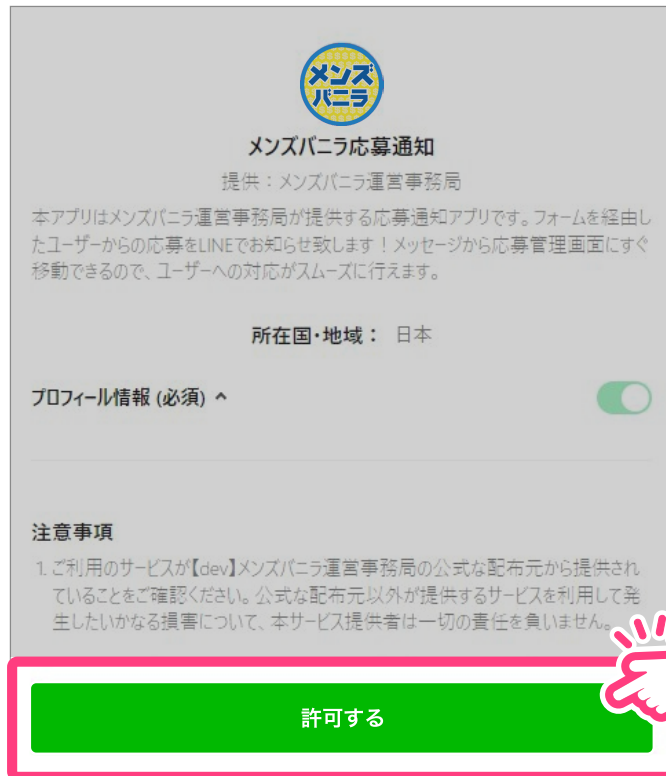 メンズ
バニラ
メンズバニラ応募通知
提供：メンズバニラ運営事務局
本アプリはメンズバニラ運営事務局が提供する応募通知アプリです。フォームを経由し
たユーザーからの応募をLINEでお知らせ致します！メッセージから応募管理画面にすぐ
移動できるので、ユーザーへの対応がスムーズに行えます。
所在国・地域： 日本
プロフィール情報 (必須)
注意事項
1. ご利用のサービスが【dev】メンズバニラ運営事務局の公式な配布元から提供され
ていることをご確認ください。公式な配布元以外が提供するサービスを利用して発
生したいかなる損害について、本サービス提供者は一切の責任を負いません。
許可する